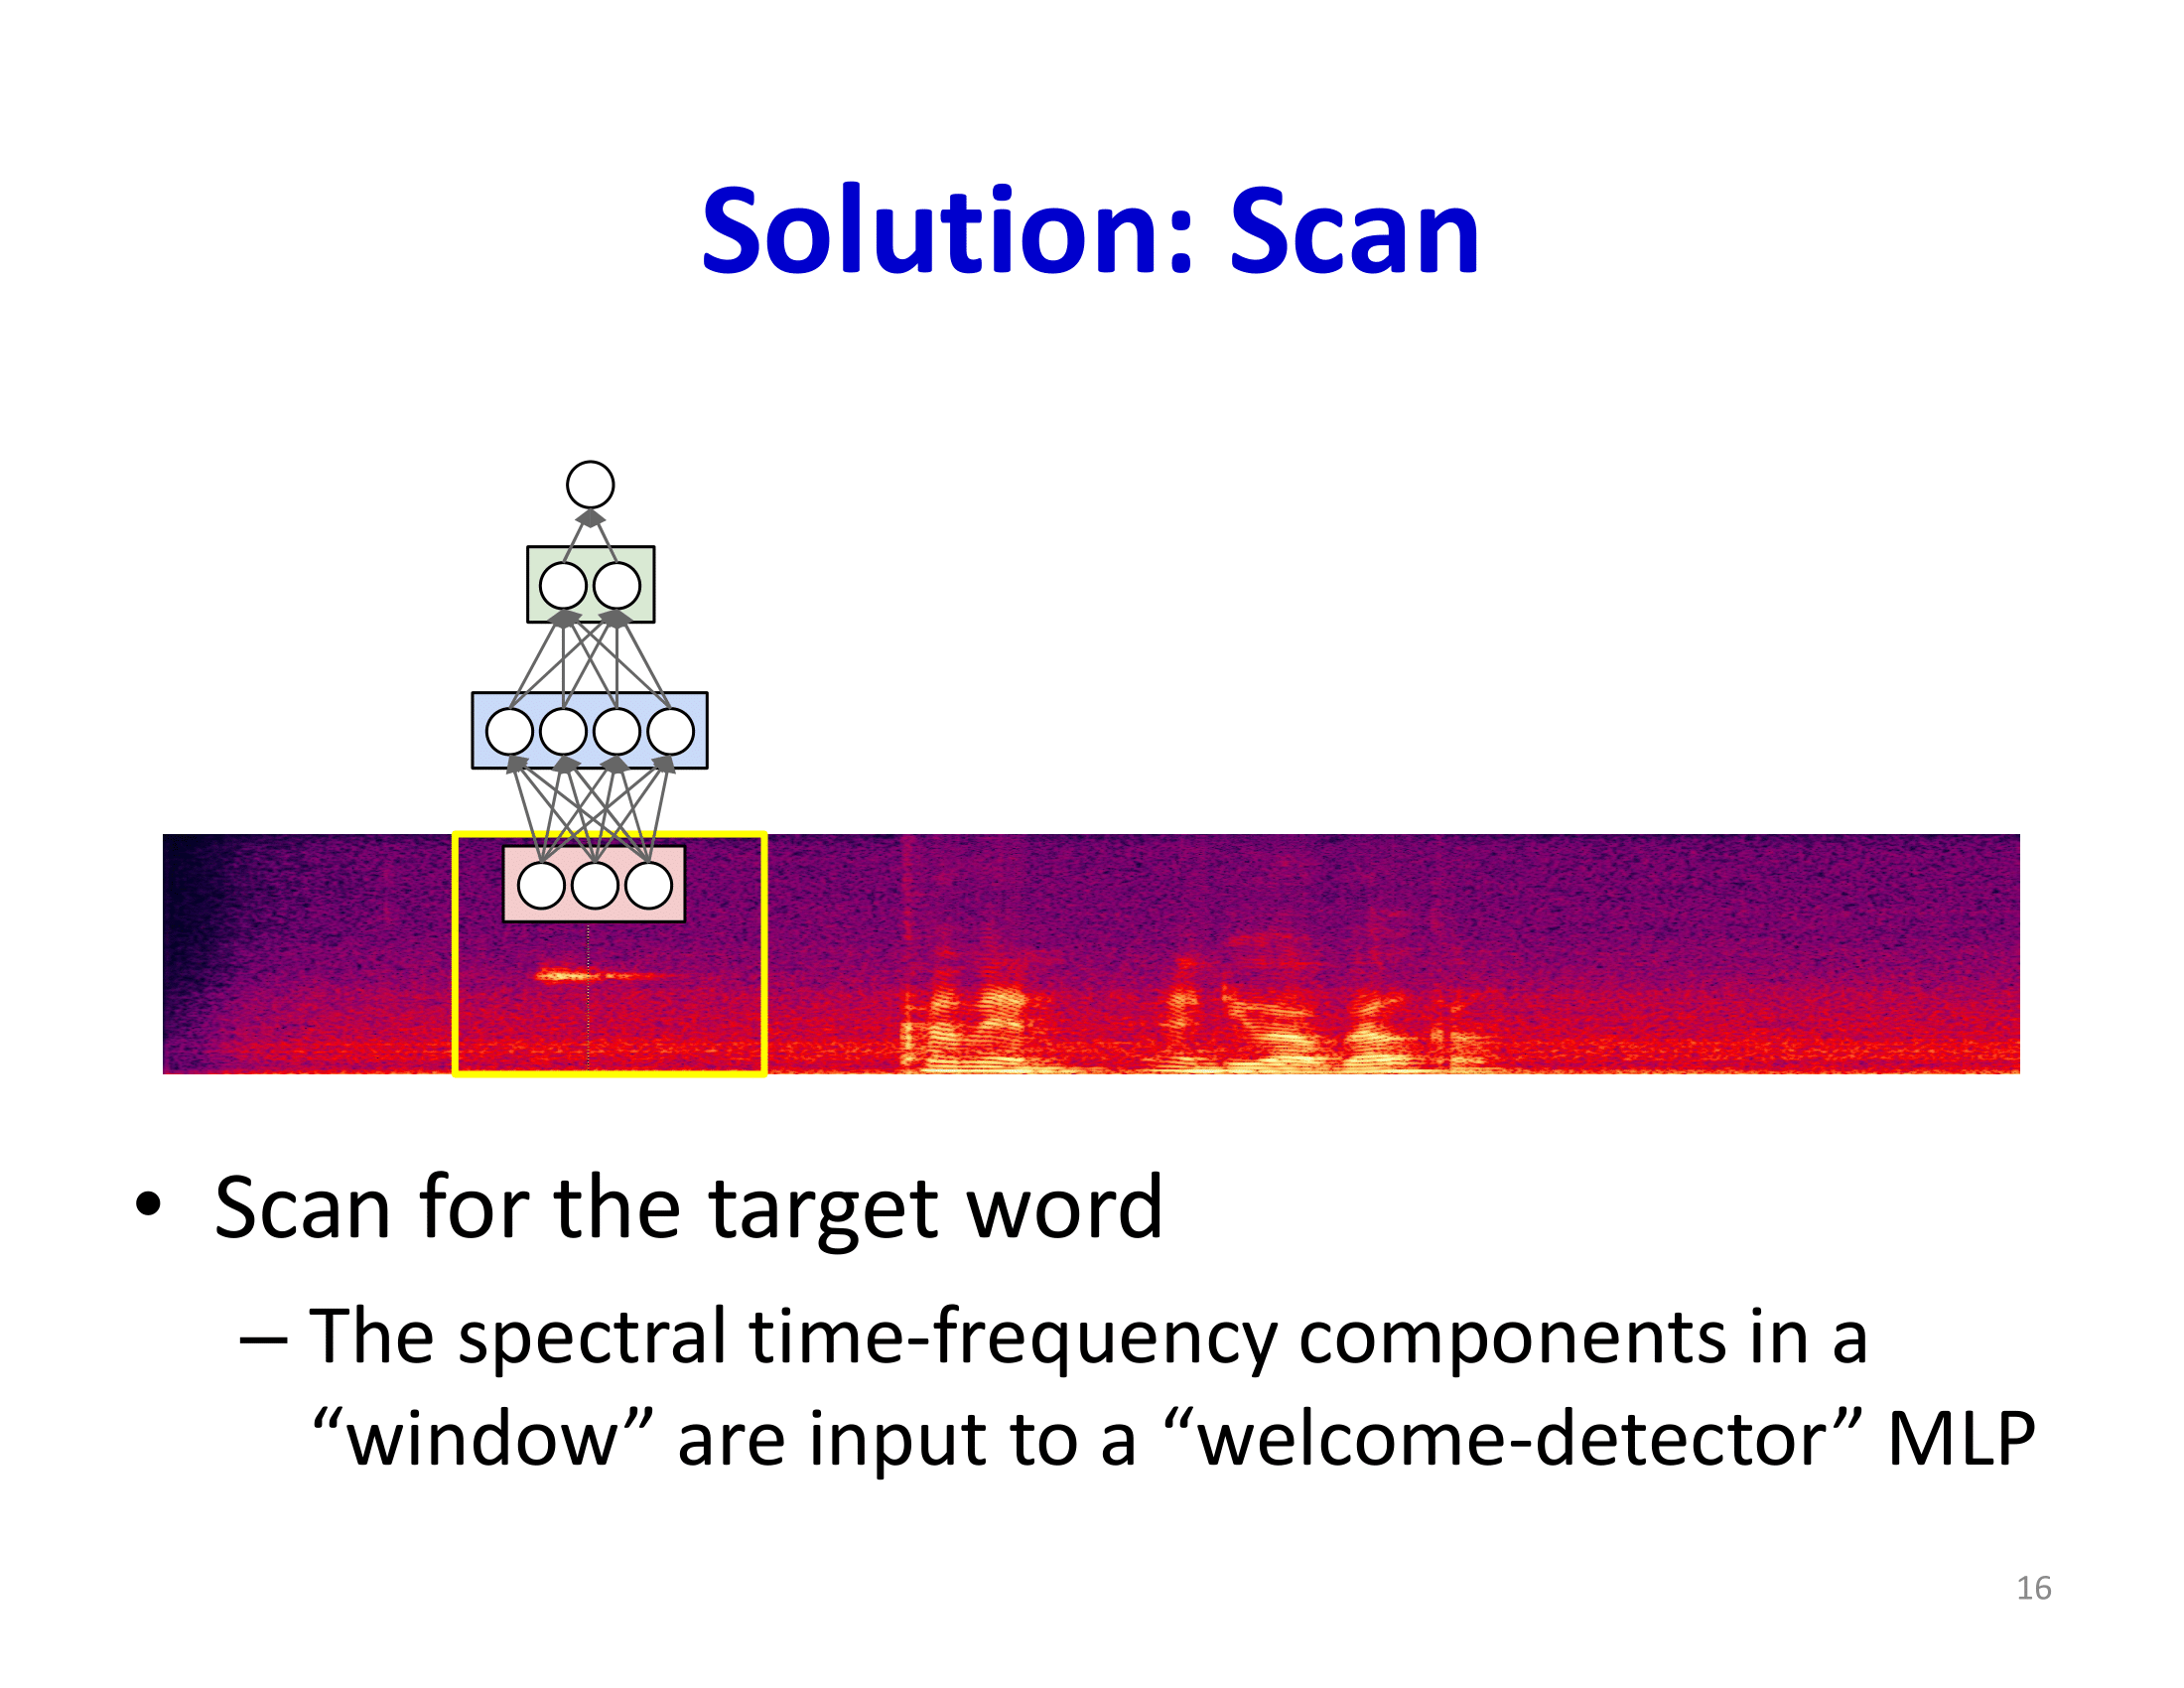 Solution: Scan
• Scan for the target word
– The spectral time-frequency components in a
“window” are input to a “welcome-detector” MLP
16